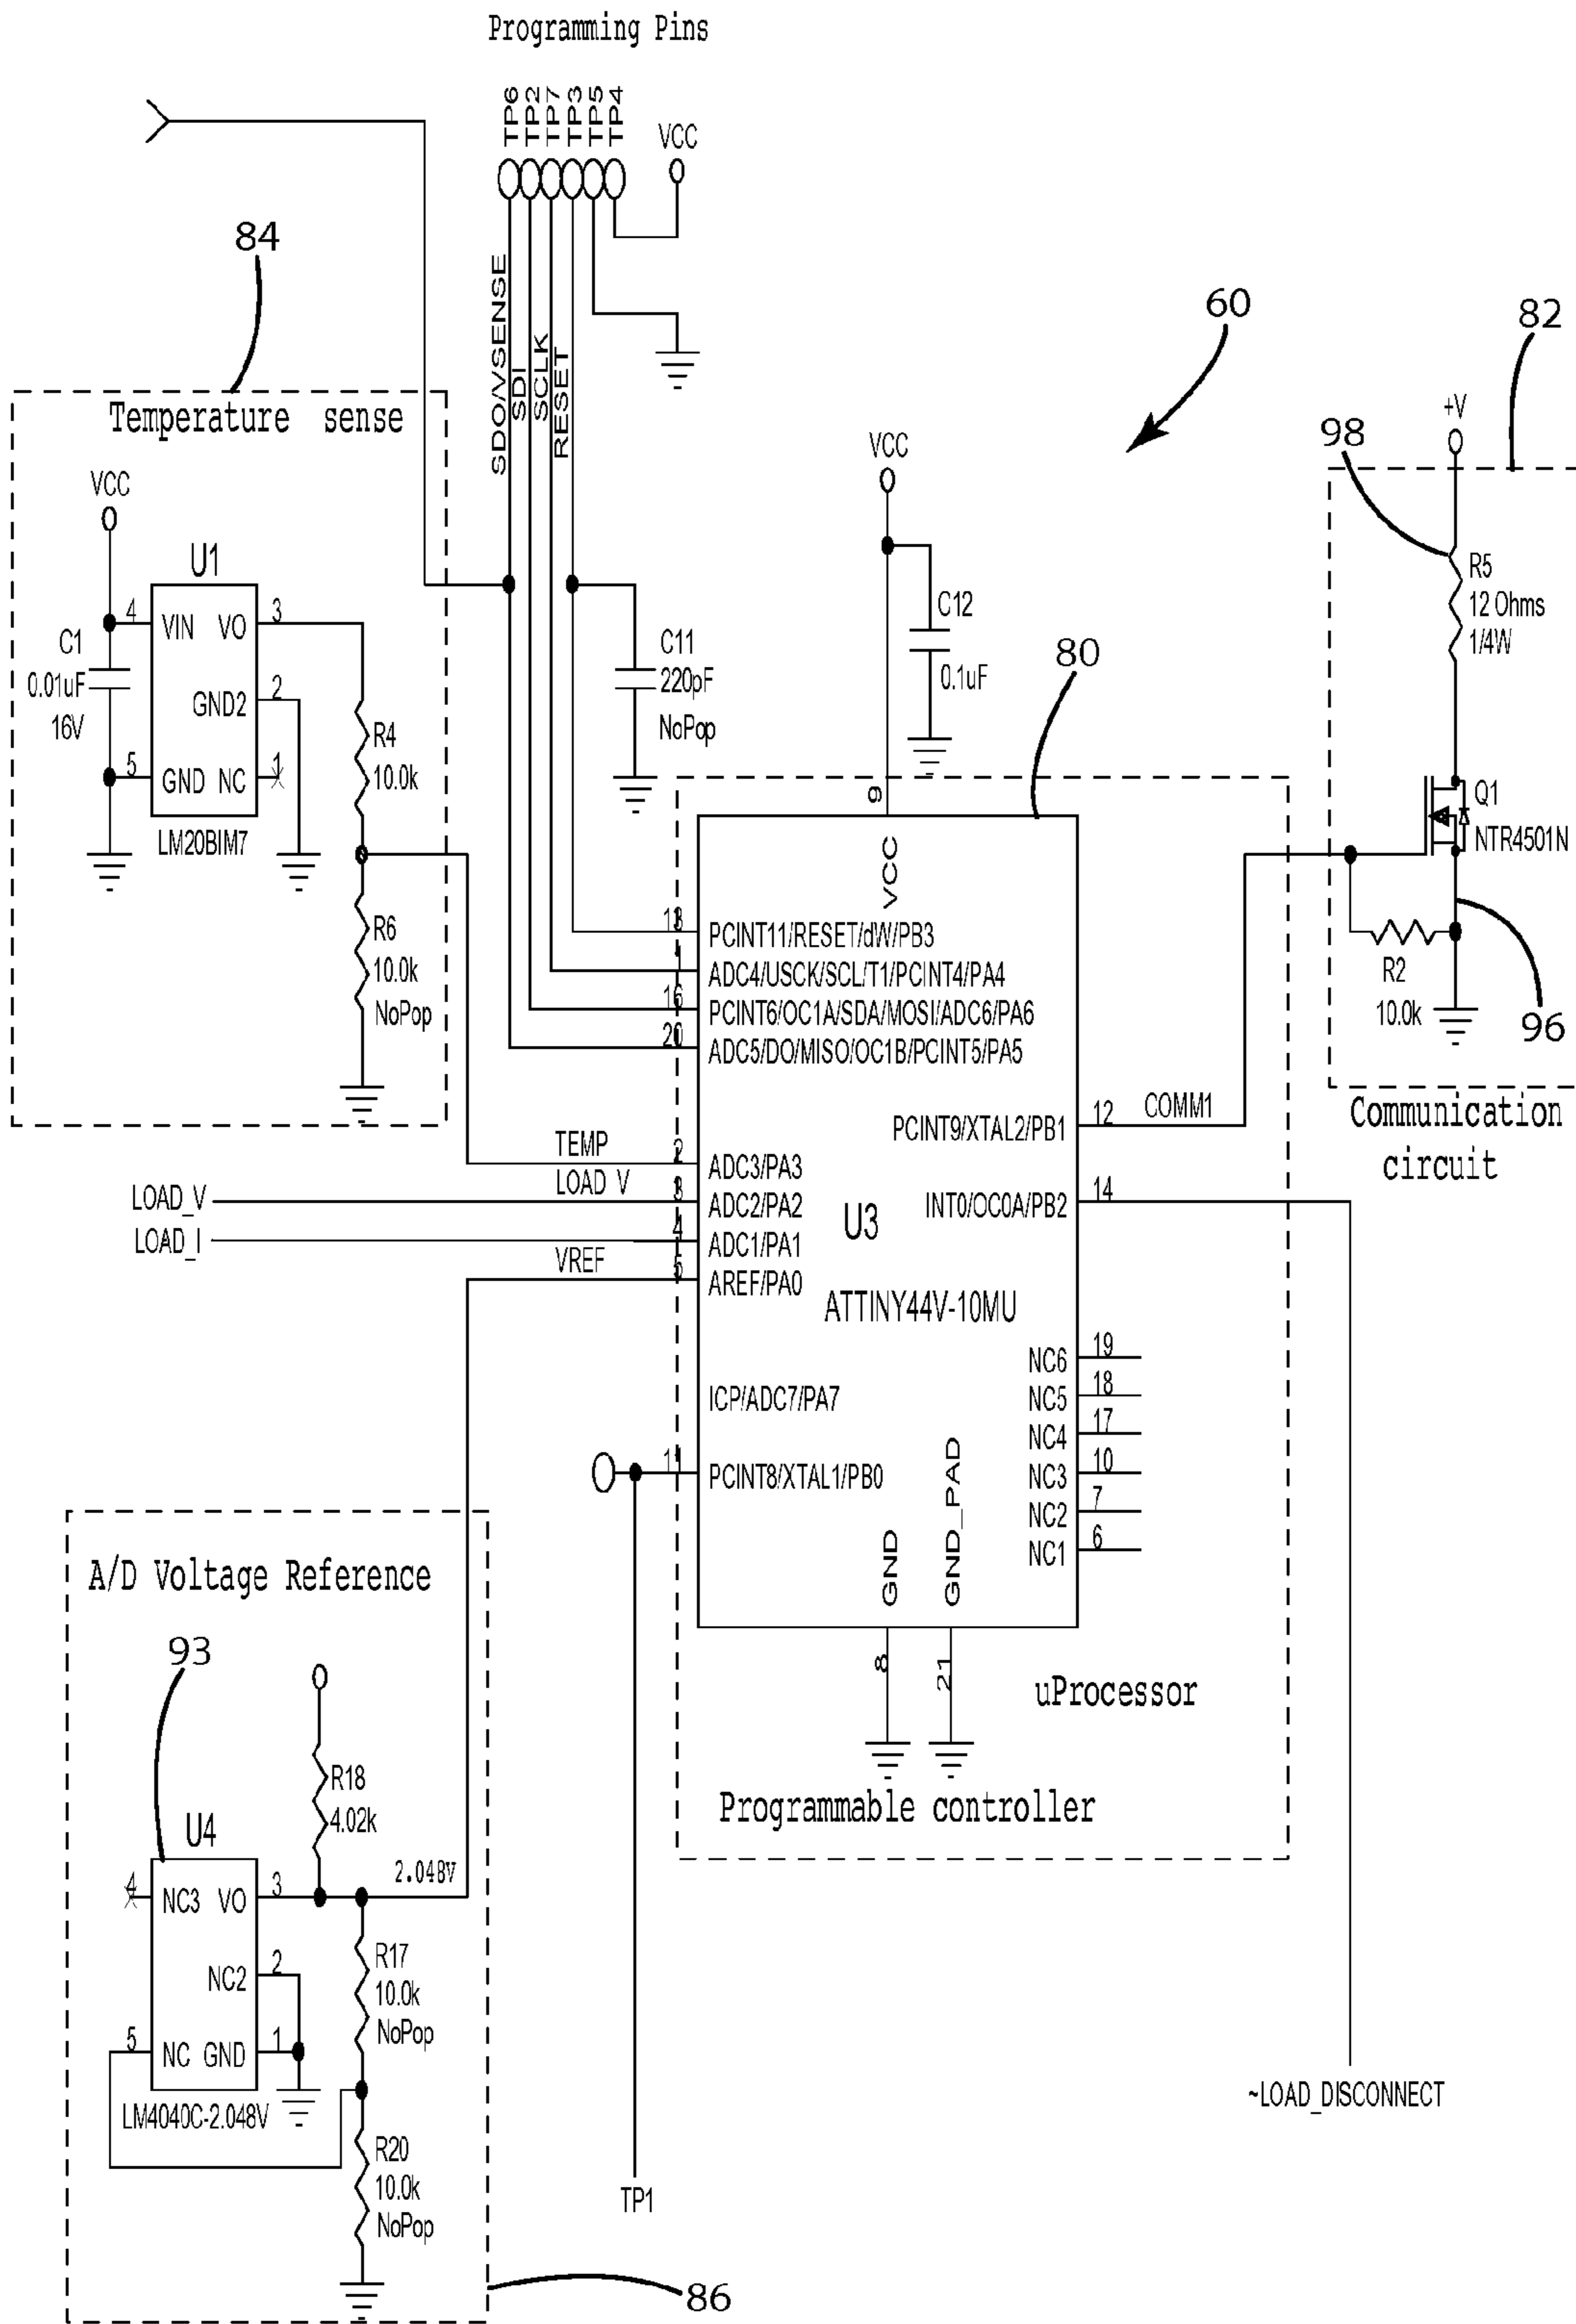 Programming Pins
TP6
TP2
TP7
TP3
TP5
TP4
VCC
SDO/VSENSE
SDI
SCLK
RESET
84
Temperature sense
VCC
U1
C1
0.01uF
16V
4
VIN
VO
3
GND2
2
5
GND
NC
1
LM20BIM7
R4
10.0k
R6
10.0k
NoPop
C11
220pF
NoPop
VCC
C12
0.1uF
60
80
82
+V
98
R5
12 Ohms
1/4W
Q1
NTR4501N
R2
10.0k
96
Communication
circuit
9
VCC
13
PCINT11/RESET/dW/PB3
1
ADC4/USCK/SCL/T1/PCINT4/PA4
16
PCINT6/OC1A/SDA/MOSI/ADC6/PA6
20
ADC5/DO/MISO/OC1B/PCINT5/PA5
PCINT9/XTAL2/PB1
12
COMM1
TEMP
2
ADC3/PA3
LOAD_V
LOAD_V
3
ADC2/PA2
INT0/OC0A/PB2
14
LOAD_I
4
ADC1/PA1
VREF
5
AREF/PA0
U3
ATTINY44V-10MU
NC6
19
NC5
18
NC4
17
NC3
10
NC2
7
NC1
6
ICP/ADC7/PA7
11
PCINT8/XTAL1/PB0
GND
GND_PAD
8
21
uProcessor
Programmable controller
A/D Voltage Reference
93
R18
4.02k
U4
2.048V
4
NC3
VO
3
NC2
2
5
NC
GND
1
LM4040C-2.048V
R17
10.0k
NoPop
R20
10.0k
NoPop
86
TP1
~LOAD_DISCONNECT